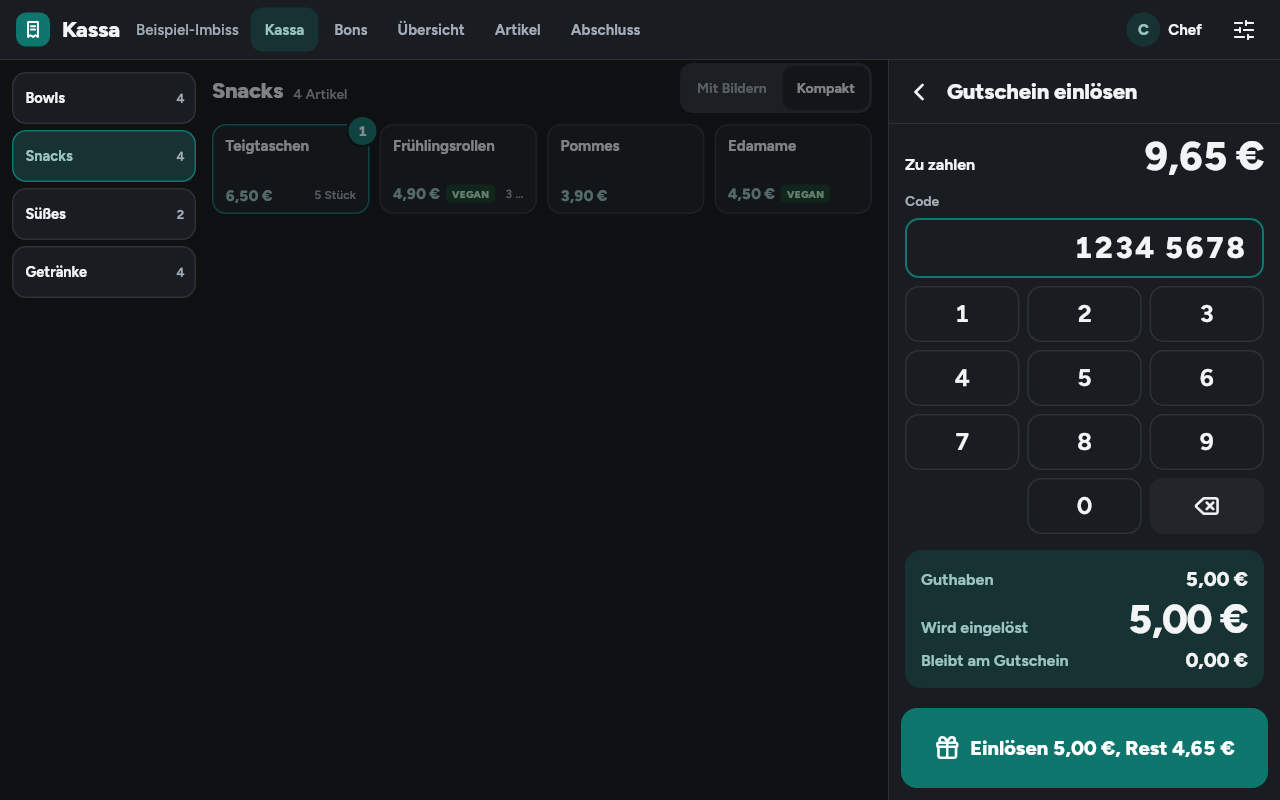 Kassa Beispiel-Imbiss Kassa Bons Übersicht Artikel Abschluss C Chef
Bowls 4
Snacks 4
Süßes 2
Getränke 4
Snacks 4 Artikel Mit Bildern Kompakt
Teigtaschen 1
6,50 € 5 Stück
Frühlingsrollen
4,90 € VEGAN 3 ...
Pommes
3,90 €
Edamame
4,50 € VEGAN
Gutschein einlösen
Zu zahlen 9,65 €
Code
1234 5678
1 2 3
4 5 6
7 8 9
0
Guthaben 5,00 €
Wird eingelöst 5,00 €
Bleibt am Gutschein 0,00 €
Einlösen 5,00 €, Rest 4,65 €